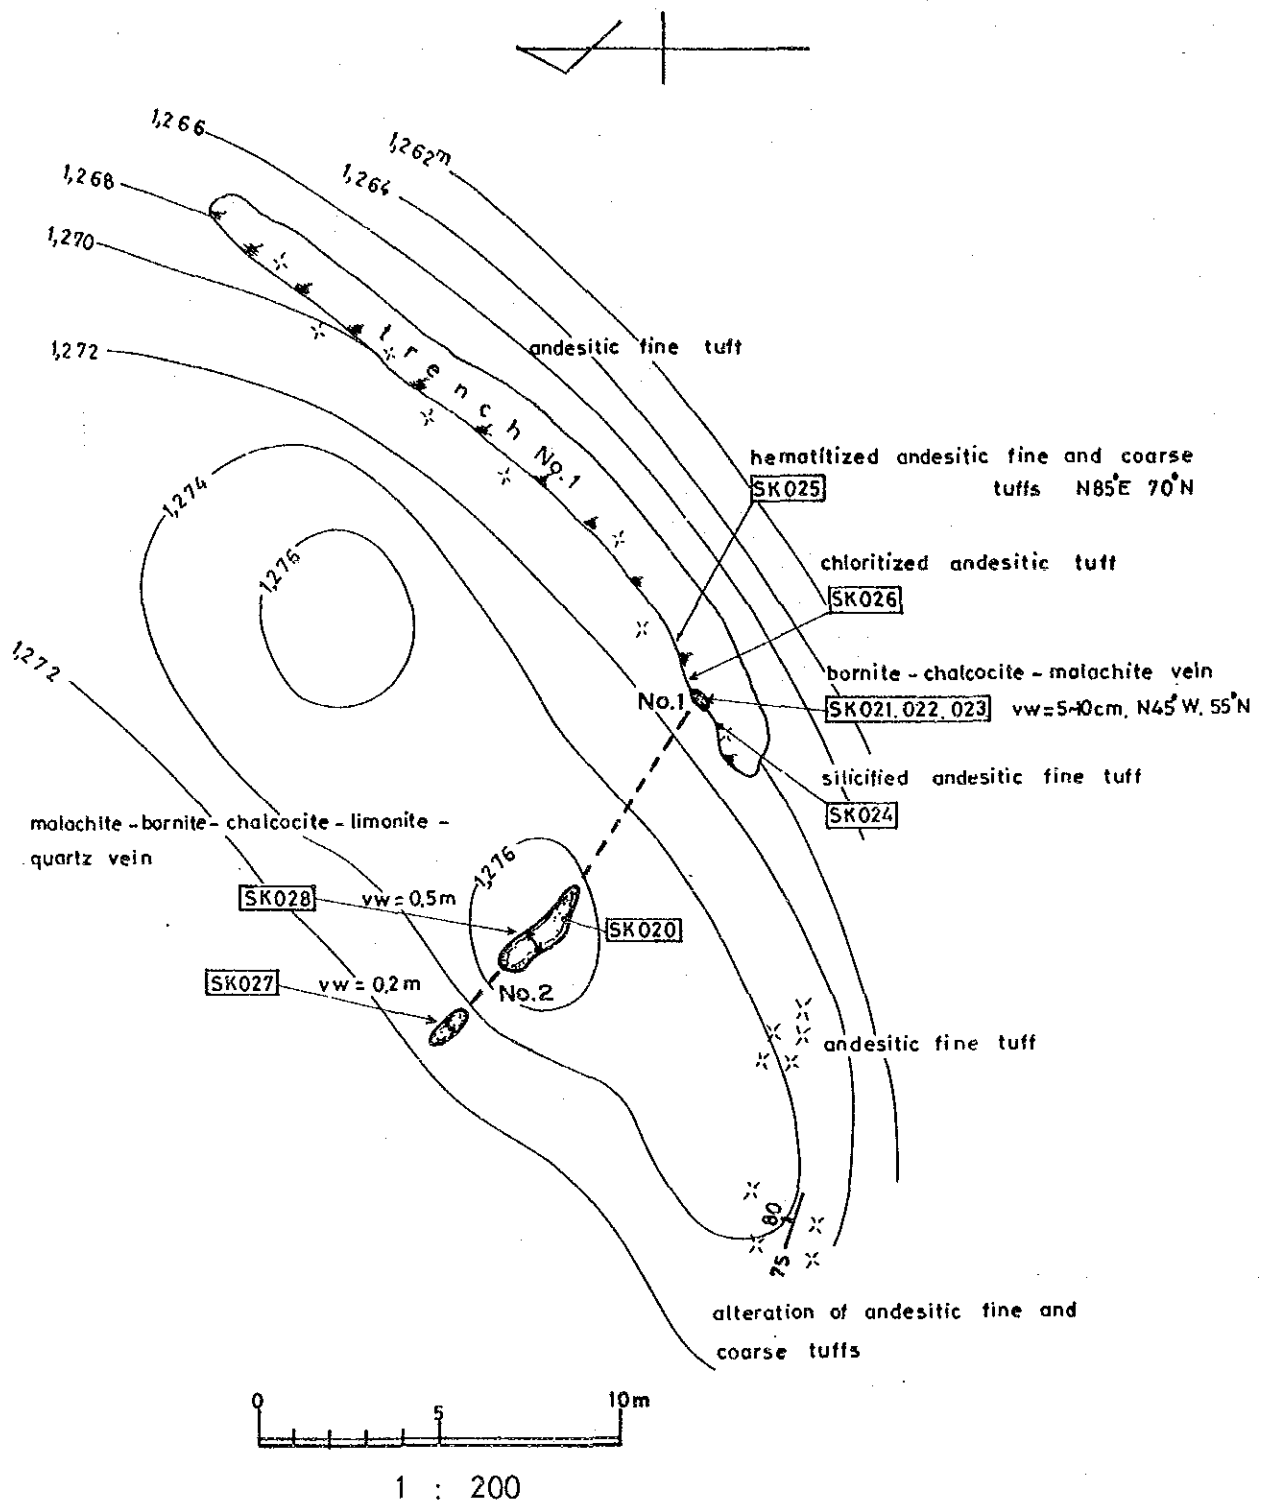 1,266
1,262m
1,264
1,268
1,270
1,272
andesitic fine tuff
trench No.1
hematitized andesitic fine and coarse
SK025 tuffs N85°E 70°N
1,274
1,276
chloritized andesitic tuff
SK026
1,272
bornite - chalcocite - malachite vein
No.1
SK021, 022, 023 vw=5~10cm, N45°W, 55°N
silicified andesitic fine tuff
SK024
malachite - bornite - chalcocite - limonite -
quartz vein
1,276
SK028 vw = 0,5m
SK020
SK027 vw = 0,2m
No.2
andesitic fine tuff
80
75
alteration of andesitic fine and
coarse tuffs
0 5 10m
1 : 200